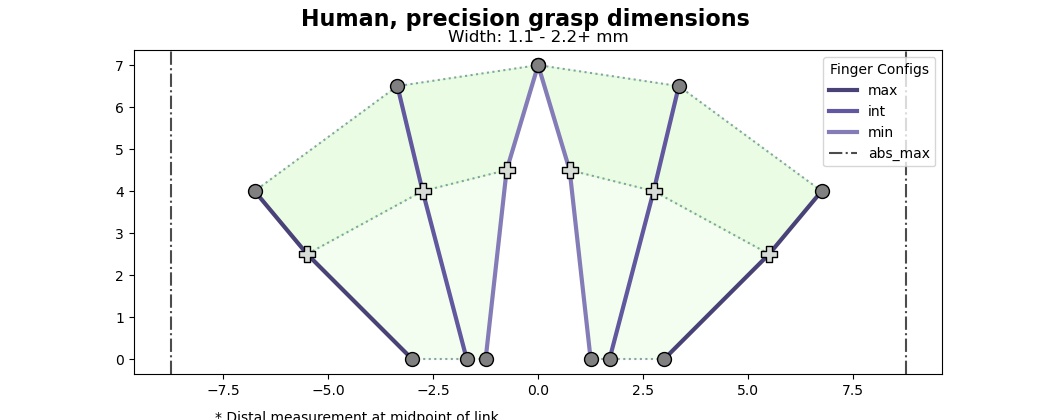 Human, precision grasp dimensions
Width: 1.1 - 2.2+ mm
Finger Configs
max
int
min
abs_max
7
6
5
4
3
2
1
0
−7.5 −5.0 −2.5 0.0 2.5 5.0 7.5
* Distal measurement at midpoint of link